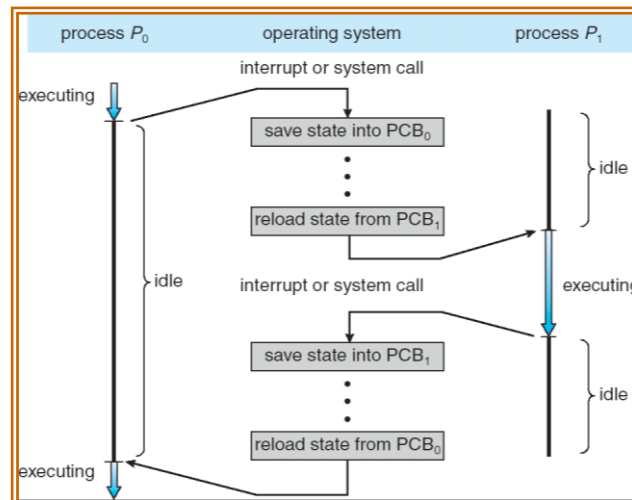 process P0 operating system process P1
interrupt or system call
executing
save state into PCB0
idle
reload state from PCB1
idle
interrupt or system call
executing
save state into PCB1
idle
reload state from PCB0
executing